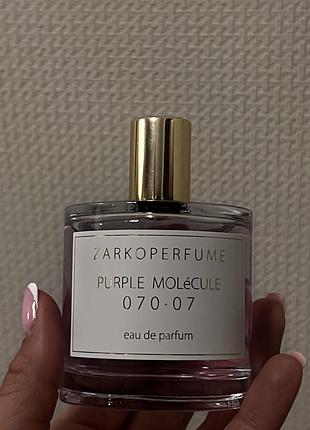 ZARKOPERFUME
PURPLE MOLéCULE
070 · 07
eau de parfum